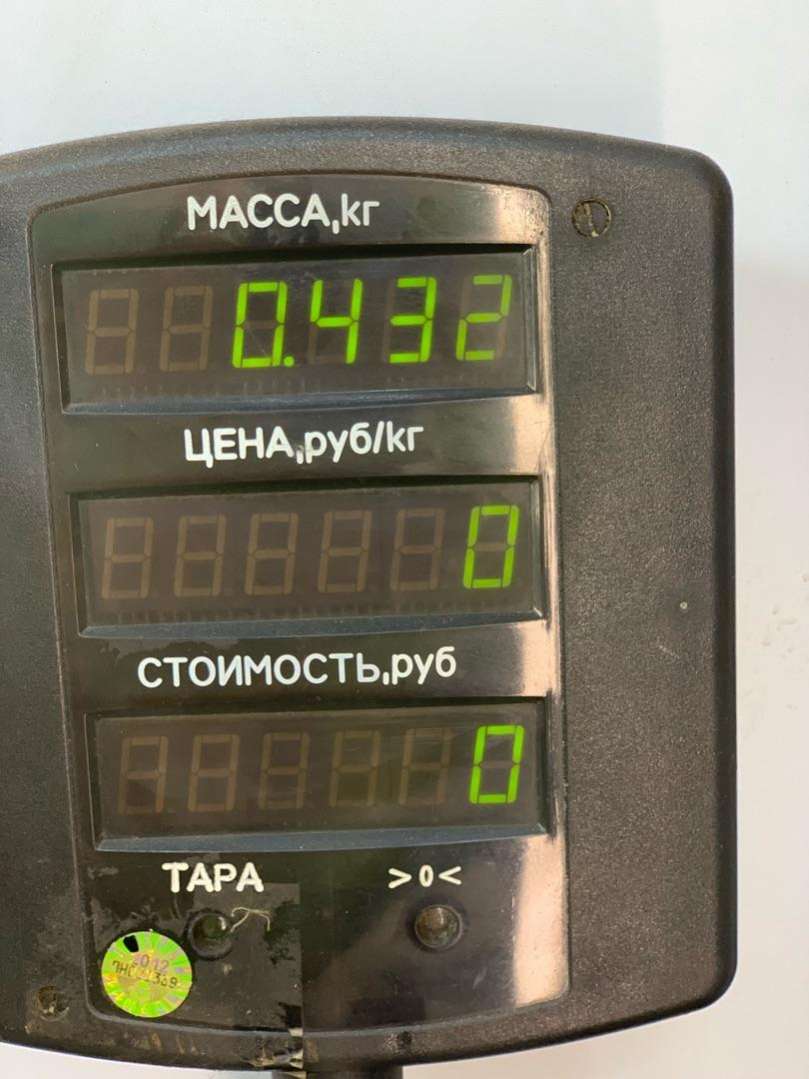 МАССА,кг
0.432
ЦЕНА,руб/кг
0
СТОИМОСТЬ,руб
0
ТАРА >0<